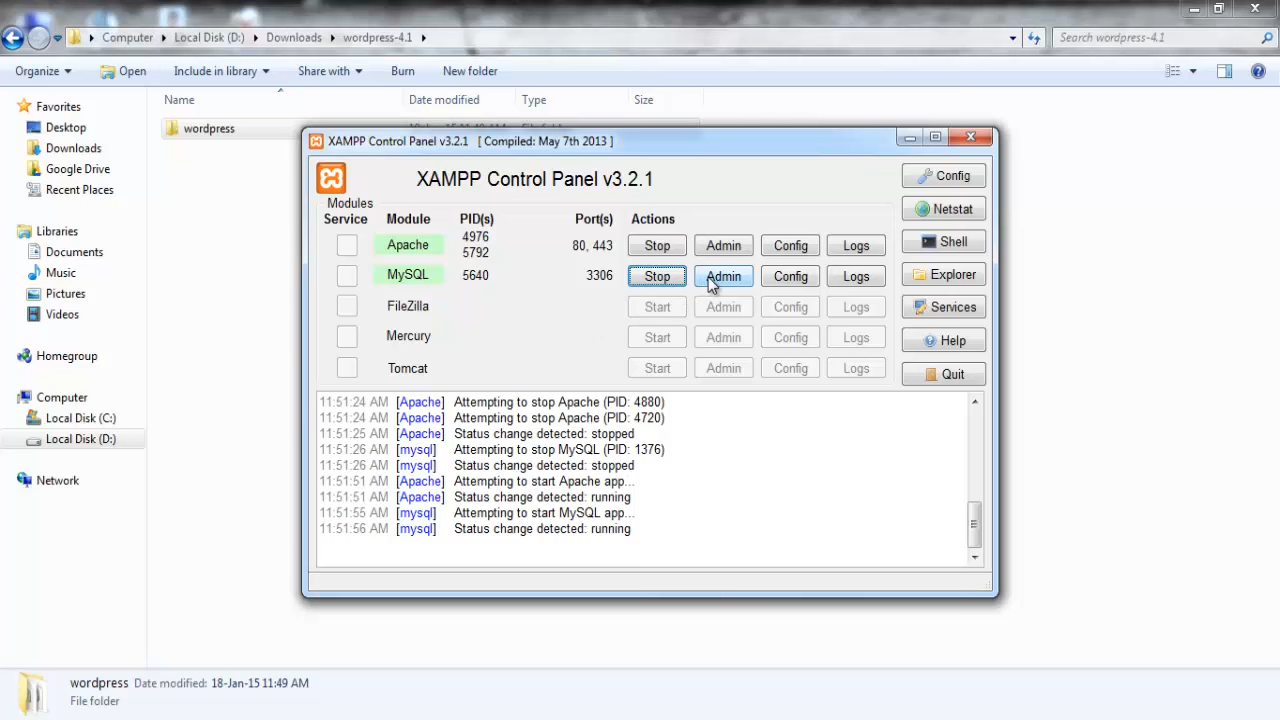 Computer Local Disk (D:) Downloads wordpress-4.1
Search wordpress-4.1
Organize Open Include in library Share with Burn New folder
Name Date modified Type Size
Favorites
Desktop
Downloads
Google Drive
Recent Places
Libraries
Documents
Music
Pictures
Videos
Homegroup
Computer
Local Disk (C:)
Local Disk (D:)
Network
wordpress
XAMPP Control Panel v3.2.1 [ Compiled: May 7th 2013 ]
XAMPP Control Panel v3.2.1
Modules
Service Module PID(s) Port(s) Actions
Apache 4976 5792 80, 443 Stop Admin Config Logs
MySQL 5640 3306 Stop Admin Config Logs
FileZilla Start Admin Config Logs
Mercury Start Admin Config Logs
Tomcat Start Admin Config Logs
Config
Netstat
Shell
Explorer
Services
Help
Quit
11:51:24 AM [Apache] Attempting to stop Apache (PID: 4880)
11:51:24 AM [Apache] Attempting to stop Apache (PID: 4720)
11:51:25 AM [Apache] Status change detected: stopped
11:51:26 AM [mysql] Attempting to stop MySQL (PID: 1376)
11:51:26 AM [mysql] Status change detected: stopped
11:51:51 AM [Apache] Attempting to start Apache app...
11:51:51 AM [Apache] Status change detected: running
11:51:55 AM [mysql] Attempting to start MySQL app...
11:51:56 AM [mysql] Status change detected: running
wordpress Date modified: 18-Jan-15 11:49 AM
File folder